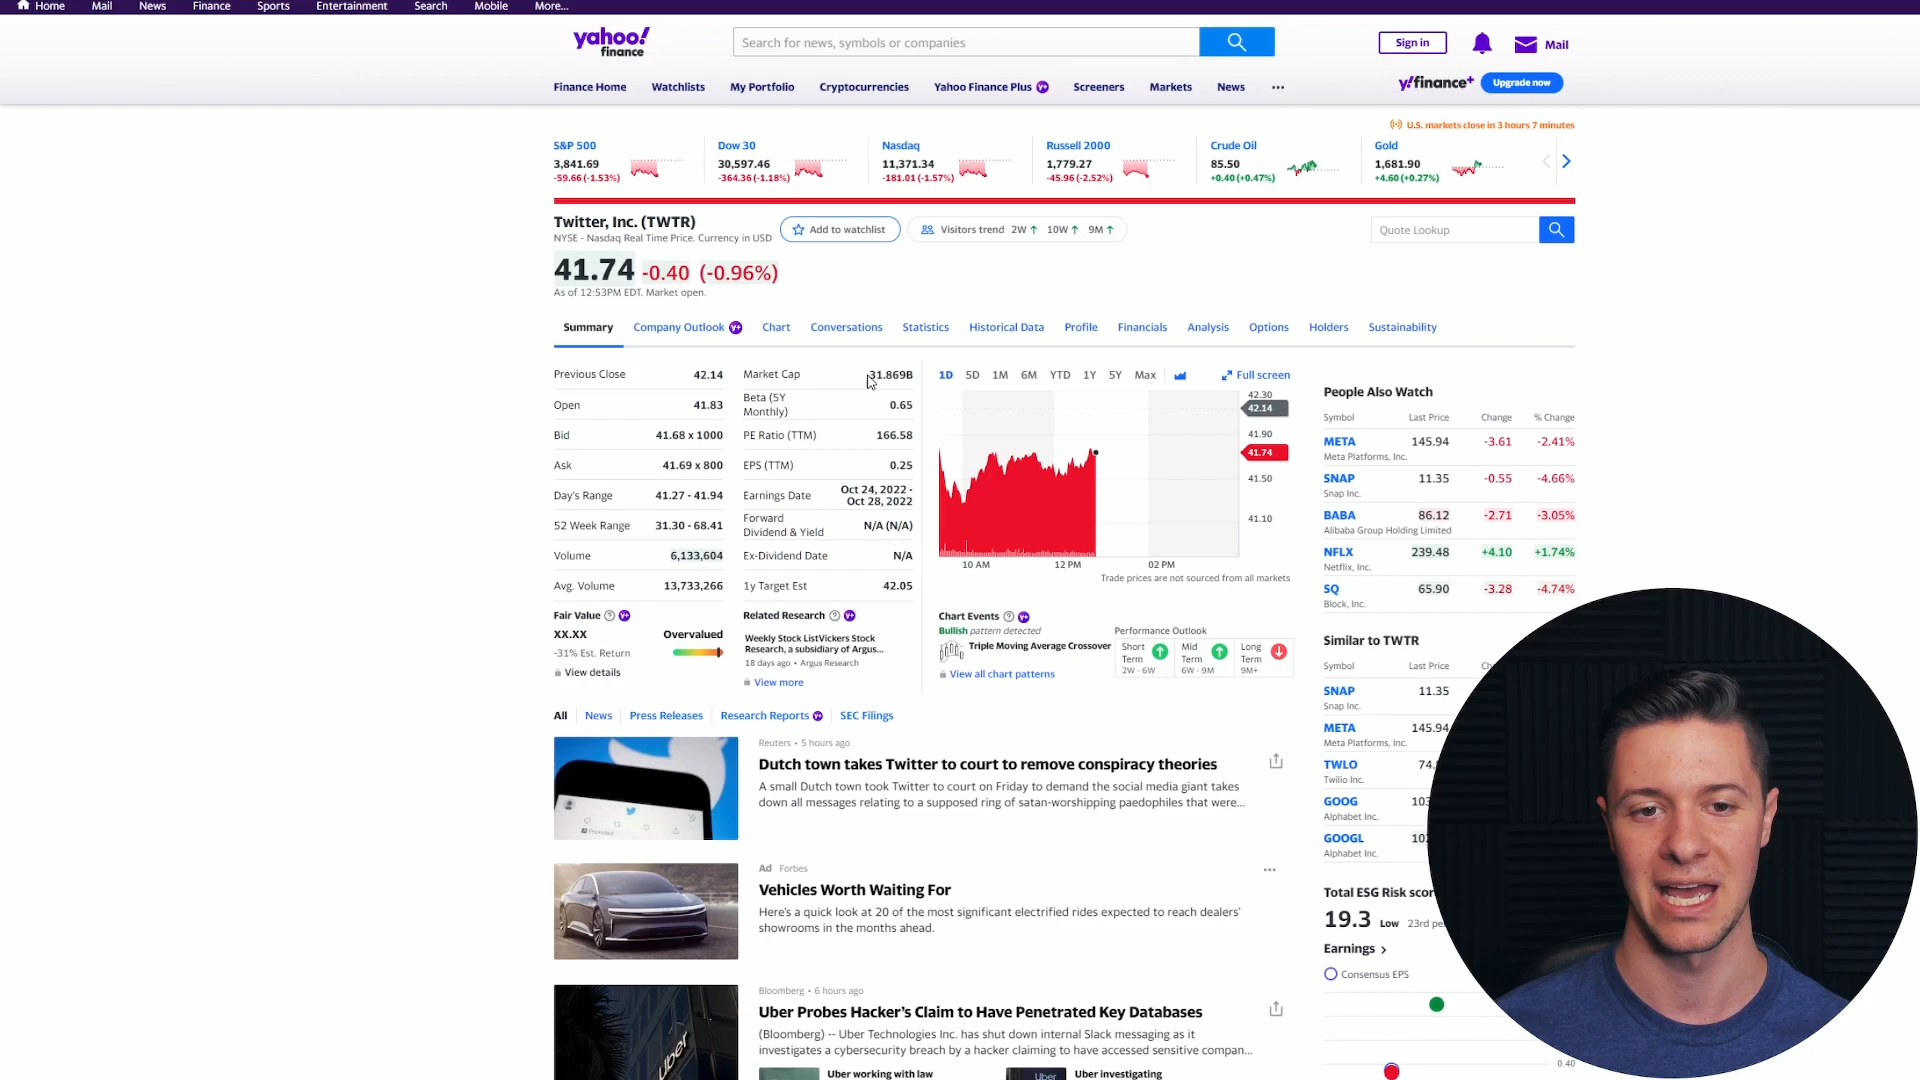 Home Mail News Finance Sports Entertainment Search Mobile More...
yahoo!
finance
Search for news, symbols or companies
Sign in
Mail
Finance Home Watchlists My Portfolio Cryptocurrencies Yahoo Finance Plus Y+ Screeners Markets News ...
y!finance+ Upgrade now
U.S. markets close in 3 hours 7 minutes
S&P 500
3,841.69
-59.66 (-1.53%)
Dow 30
30,597.46
-364.36 (-1.18%)
Nasdaq
11,371.34
-181.01 (-1.57%)
Russell 2000
1,779.27
-45.96 (-2.52%)
Crude Oil
85.50
+0.40 (+0.47%)
Gold
1,681.90
+4.60 (+0.27%)
Twitter, Inc. (TWTR)
NYSE - Nasdaq Real Time Price. Currency in USD
Add to watchlist
Visitors trend 2W 10W 9M
Quote Lookup
41.74 -0.40 (-0.96%)
As of 12:53PM EDT. Market open.
Summary Company Outlook Y+ Chart Conversations Statistics Historical Data Profile Financials Analysis Options Holders Sustainability
Previous Close 42.14
Open 41.83
Bid 41.68 x 1000
Ask 41.69 x 800
Day's Range 41.27 - 41.94
52 Week Range 31.30 - 68.41
Volume 6,133,604
Avg. Volume 13,733,266
Market Cap 31.869B
Beta (5Y
Monthly) 0.65
PE Ratio (TTM) 166.58
EPS (TTM) 0.25
Earnings Date Oct 24, 2022 -
Oct 28, 2022
Forward
Dividend & Yield N/A (N/A)
Ex-Dividend Date N/A
1y Target Est 42.05
1D 5D 1M 6M YTD 1Y 5Y Max Full screen
42.30
42.14
41.90
41.74
41.50
41.10
10 AM 12 PM 02 PM
Trade prices are not sourced from all markets
Fair Value Y+
XX.XX Overvalued
-31% Est. Return
View details
Related Research Y+
Weekly Stock ListVickers Stock
Research, a subsidiary of Argus...
18 days ago • Argus Research
View more
Chart Events Y+
Bullish pattern detected
Triple Moving Average Crossover
View all chart patterns
Performance Outlook
Short
Term
2W - 6W
Mid
Term
6W - 9M
Long
Term
9M+
People Also Watch
Symbol Last Price Change % Change
META 145.94 -3.61 -2.41%
Meta Platforms, Inc.
SNAP 11.35 -0.55 -4.66%
Snap Inc.
BABA 86.12 -2.71 -3.05%
Alibaba Group Holding Limited
NFLX 239.48 +4.10 +1.74%
Netflix, Inc.
SQ 65.90 -3.28 -4.74%
Block, Inc.
Similar to TWTR
Symbol Last Price
SNAP 11.35
Snap Inc.
META 145.94
Meta Platforms, Inc.
TWLO 74.
Twilio Inc.
GOOG
Alphabet Inc.
GOOGL
Alphabet Inc.
Total ESG Risk scor
19.3 Low 23rd pe
Earnings
Consensus EPS
0.40
All News Press Releases Research Reports Y+ SEC Filings
Reuters • 5 hours ago
Dutch town takes Twitter to court to remove conspiracy theories
A small Dutch town took Twitter to court on Friday to demand the social media giant takes
down all messages relating to a supposed ring of satan-worshipping paedophiles that were...
Ad Forbes
...
Vehicles Worth Waiting For
Here's a quick look at 20 of the most significant electrified rides expected to reach dealers'
showrooms in the months ahead.
Bloomberg • 6 hours ago
Uber Probes Hacker's Claim to Have Penetrated Key Databases
(Bloomberg) -- Uber Technologies Inc. has shut down internal Slack messaging as it
investigates a cybersecurity breach by a hacker claiming to have accessed sensitive compan...
Uber
Uber working with law
Uber
Uber investigating